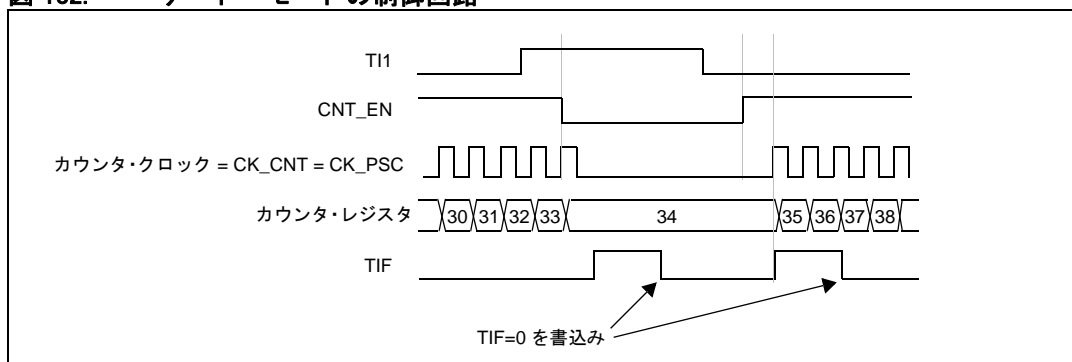 TI1
CNT_EN
カウンタ・クロック = CK_CNT = CK_PSC
カウンタ・レジスタ
30 31 32 33 34 35 36 37 38
TIF
TIF=0 を書込み